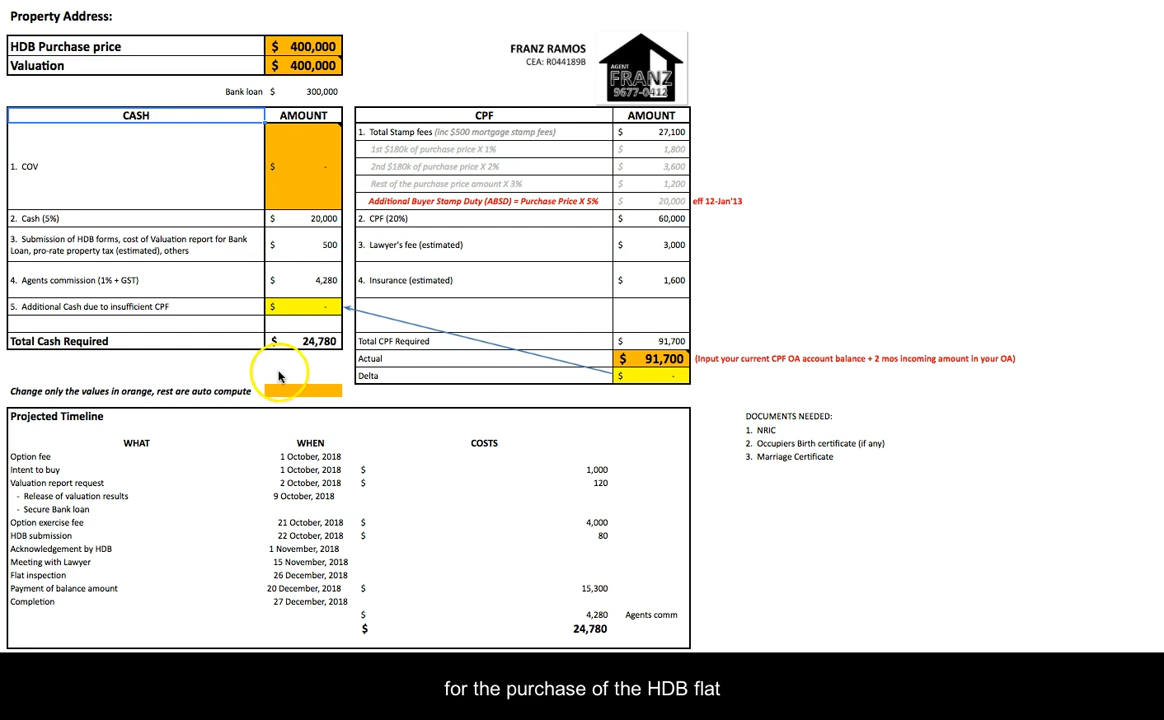 Property Address:
HDB Purchase price $ 400,000
Valuation $ 400,000
FRANZ RAMOS
CEA: R044189B
AGENT
FRANZ
9677-0412
Bank loan $ 300,000
CASH AMOUNT
1. COV $ -
2. Cash (5%) $ 20,000
3. Submission of HDB forms, cost of Valuation report for Bank
Loan, pro-rate property tax (estimated), others $ 500
4. Agents commission (1% + GST) $ 4,280
5. Additional Cash due to insufficient CPF $ -
Total Cash Required $ 24,780
CPF AMOUNT
1. Total Stamp fees (inc $500 mortgage stamp fees) $ 27,100
1st $180k of purchase price X 1% $ 1,800
2nd $180k of purchase price X 2% $ 3,600
Rest of the purchase price amount X 3% $ 1,200
Additional Buyer Stamp Duty (ABSD) = Purchase Price X 5% $ 20,000 eff 12-Jan'13
2. CPF (20%) $ 60,000
3. Lawyer's fee (estimated) $ 3,000
4. Insurance (estimated) $ 1,600
Total CPF Required $ 91,700
Actual $ 91,700 (Input your current CPF OA account balance + 2 mos incoming amount in your OA)
Delta $ -
Change only the values in orange, rest are auto compute
Projected Timeline
WHAT WHEN COSTS
Option fee 1 October, 2018
Intent to buy 1 October, 2018 $ 1,000
Valuation report request 2 October, 2018 $ 120
- Release of valuation results 9 October, 2018
- Secure Bank loan
Option exercise fee 21 October, 2018 $ 4,000
HDB submission 22 October, 2018 $ 80
Acknowledgement by HDB 1 November, 2018
Meeting with Lawyer 15 November, 2018
Flat inspection 26 December, 2018
Payment of balance amount 20 December, 2018 $ 15,300
Completion 27 December, 2018
$ 4,280 Agents comm
$ 24,780
DOCUMENTS NEEDED:
1. NRIC
2. Occupiers Birth certificate (if any)
3. Marriage Certificate
for the purchase of the HDB flat